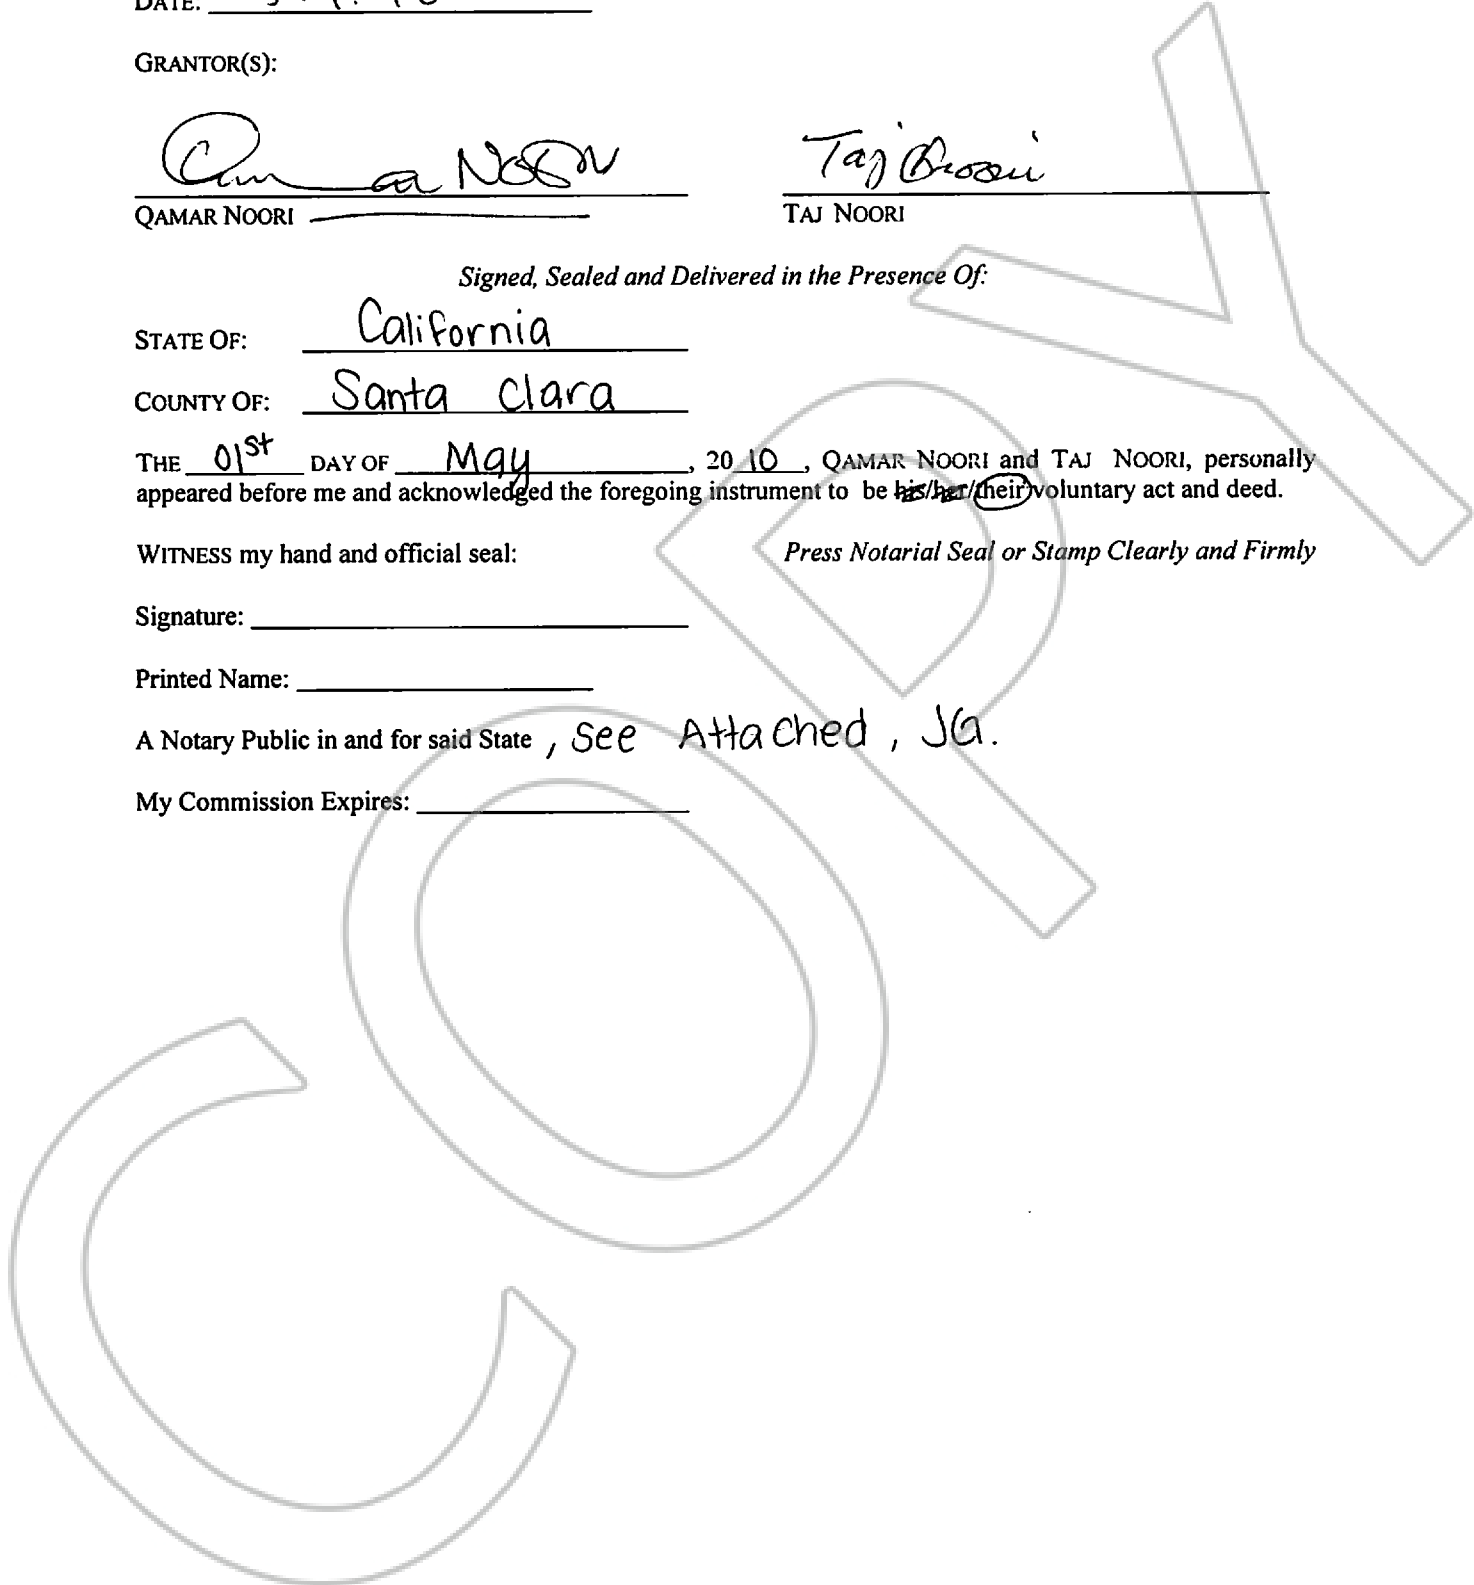 DATE:
GRANTOR(S):
QAMAR NOORI TAJ NOORI
Signed, Sealed and Delivered in the Presence Of:
STATE OF: California
COUNTY OF: Santa Clara
THE 01st DAY OF May, 2010, QAMAR NOORI and TAJ NOORI, personally
appeared before me and acknowledged the foregoing instrument to be his/her/their voluntary act and deed.
WITNESS my hand and official seal: Press Notarial Seal or Stamp Clearly and Firmly
Signature:
Printed Name:
A Notary Public in and for said State, See Attached, JG.
My Commission Expires:
COPY